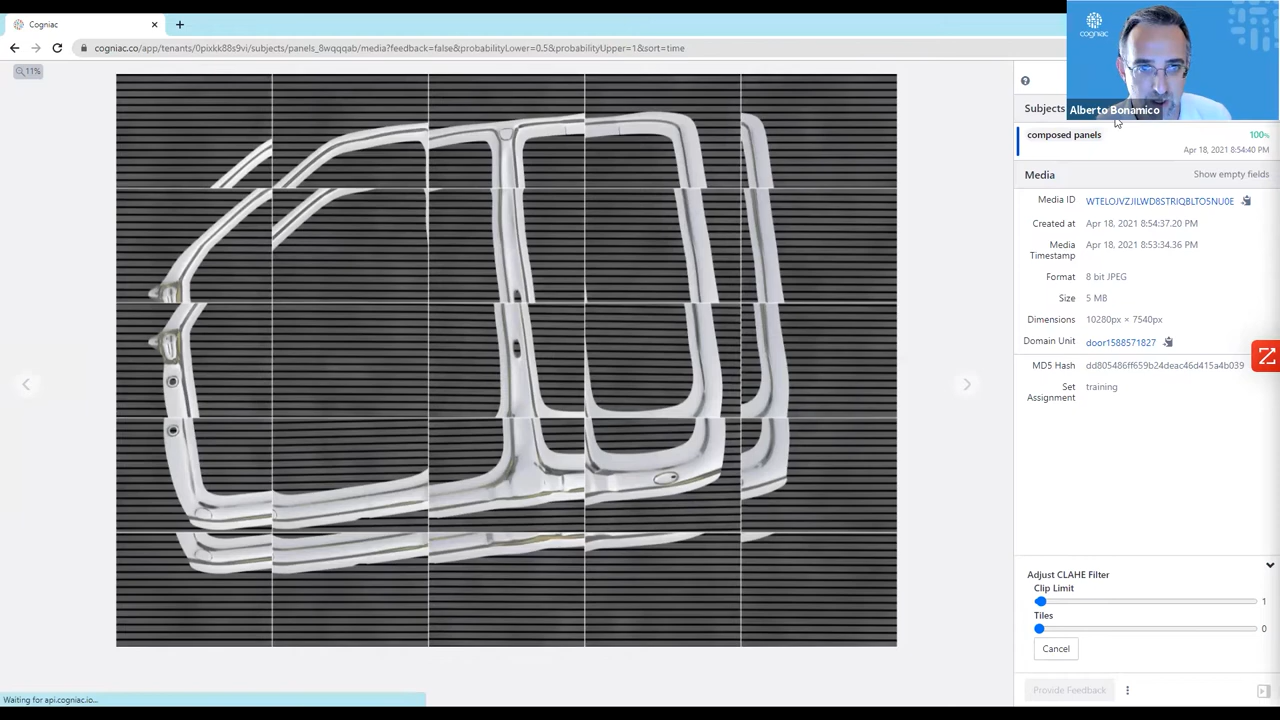 Cogniac
cogniac.co/app/tenants/0pixkk88s9vi/subjects/panels_8wqqqab/media?feedback=false&probabilityLower=0.5&probabilityUpper=1&sort=time
11%
cogniac
Alberto Bonamico
Subjects
composed panels 100%
Apr 18, 2021 8:54:40 PM
Media Show empty fields
Media ID WTELOJVZJILWD8STRIQBLTO5NU0E
Created at Apr 18, 2021 8:54:37.20 PM
Media Timestamp Apr 18, 2021 8:53:34.36 PM
Format 8 bit JPEG
Size 5 MB
Dimensions 10280px × 7540px
Domain Unit door1588571827
MD5 Hash dd805486ff659b24deac46d415a4b039
Set Assignment training
Adjust CLAHE Filter
Clip Limit
1
Tiles
0
Cancel
Provide Feedback
Waiting for api.cogniac.io...